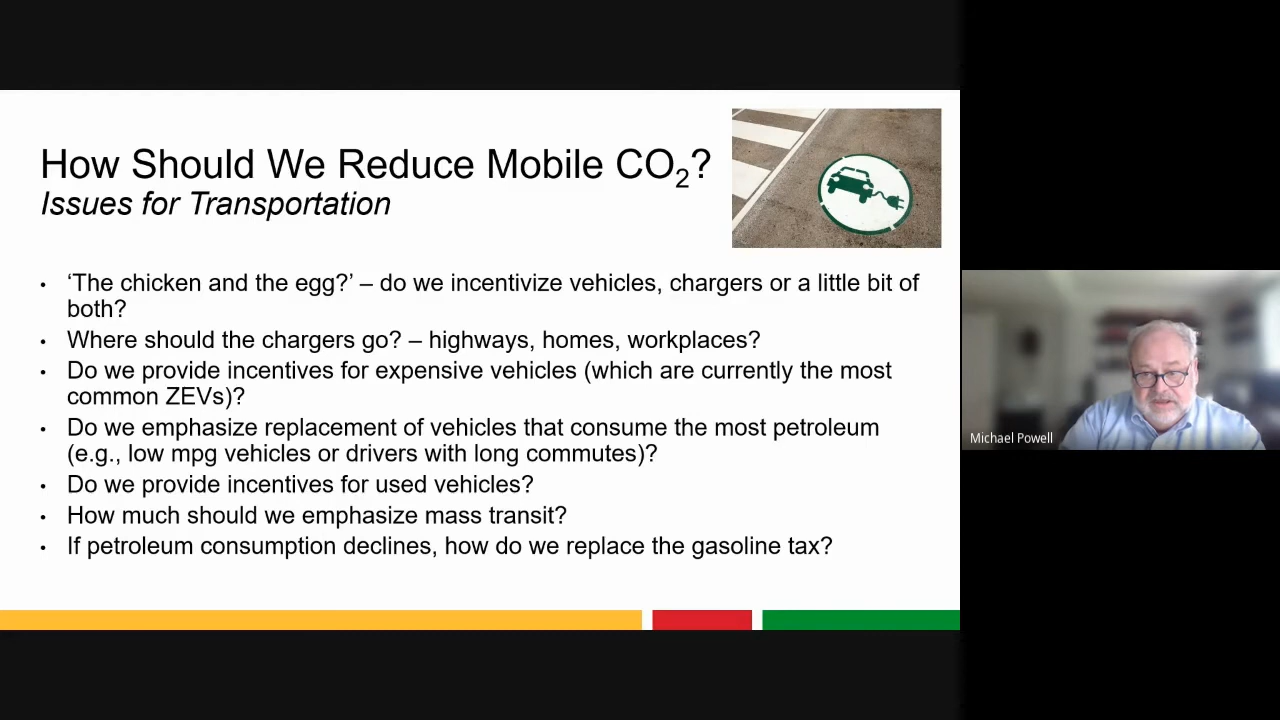 How Should We Reduce Mobile CO₂?
Issues for Transportation
• ‘The chicken and the egg?’ – do we incentivize vehicles, chargers or a little bit of
both?
• Where should the chargers go? – highways, homes, workplaces?
• Do we provide incentives for expensive vehicles (which are currently the most
common ZEVs)?
• Do we emphasize replacement of vehicles that consume the most petroleum
(e.g., low mpg vehicles or drivers with long commutes)?
• Do we provide incentives for used vehicles?
• How much should we emphasize mass transit?
• If petroleum consumption declines, how do we replace the gasoline tax?
Michael Powell